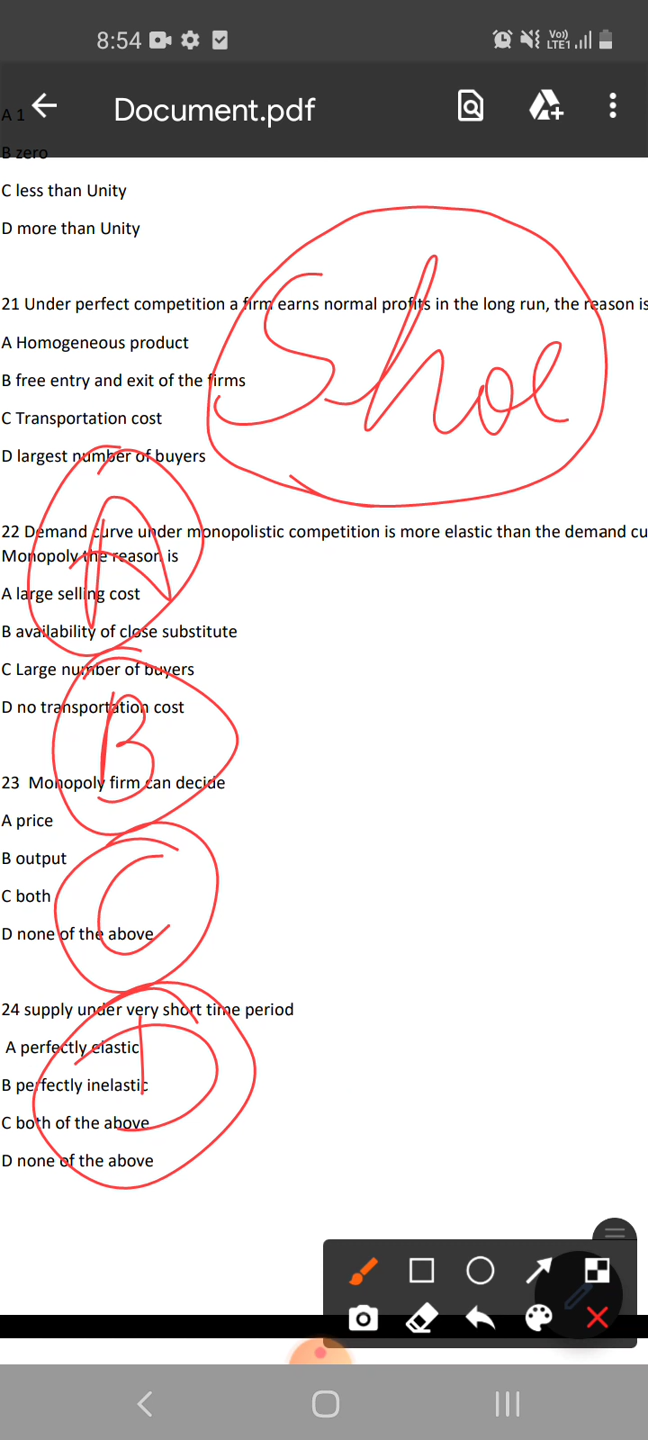 8:54
Vo))
LTE1
Document.pdf
A 1
B zero
C less than Unity
D more than Unity
Shoe
21 Under perfect competition a firm earns normal profits in the long run, the reason is
A Homogeneous product
B free entry and exit of the firms
C Transportation cost
D largest number of buyers
A
22 Demand curve under monopolistic competition is more elastic than the demand cu
Monopoly the reason is
A large selling cost
B availability of close substitute
C Large number of buyers
D no transportation cost
B
23 Monopoly firm can decide
A price
B output
C both
D none of the above
C
24 supply under very short time period
A perfectly elastic
B perfectly inelastic
C both of the above
D none of the above
D